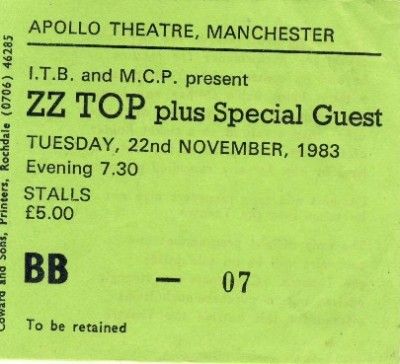 APOLLO THEATRE, MANCHESTER
I.T.B. and M.C.P. present
ZZ TOP plus Special Guest
TUESDAY, 22nd NOVEMBER, 1983
Evening 7.30
STALLS
£5.00
BB — 07
To be retained
Coward and Sons, Printers, Rochdale (0706) 46285